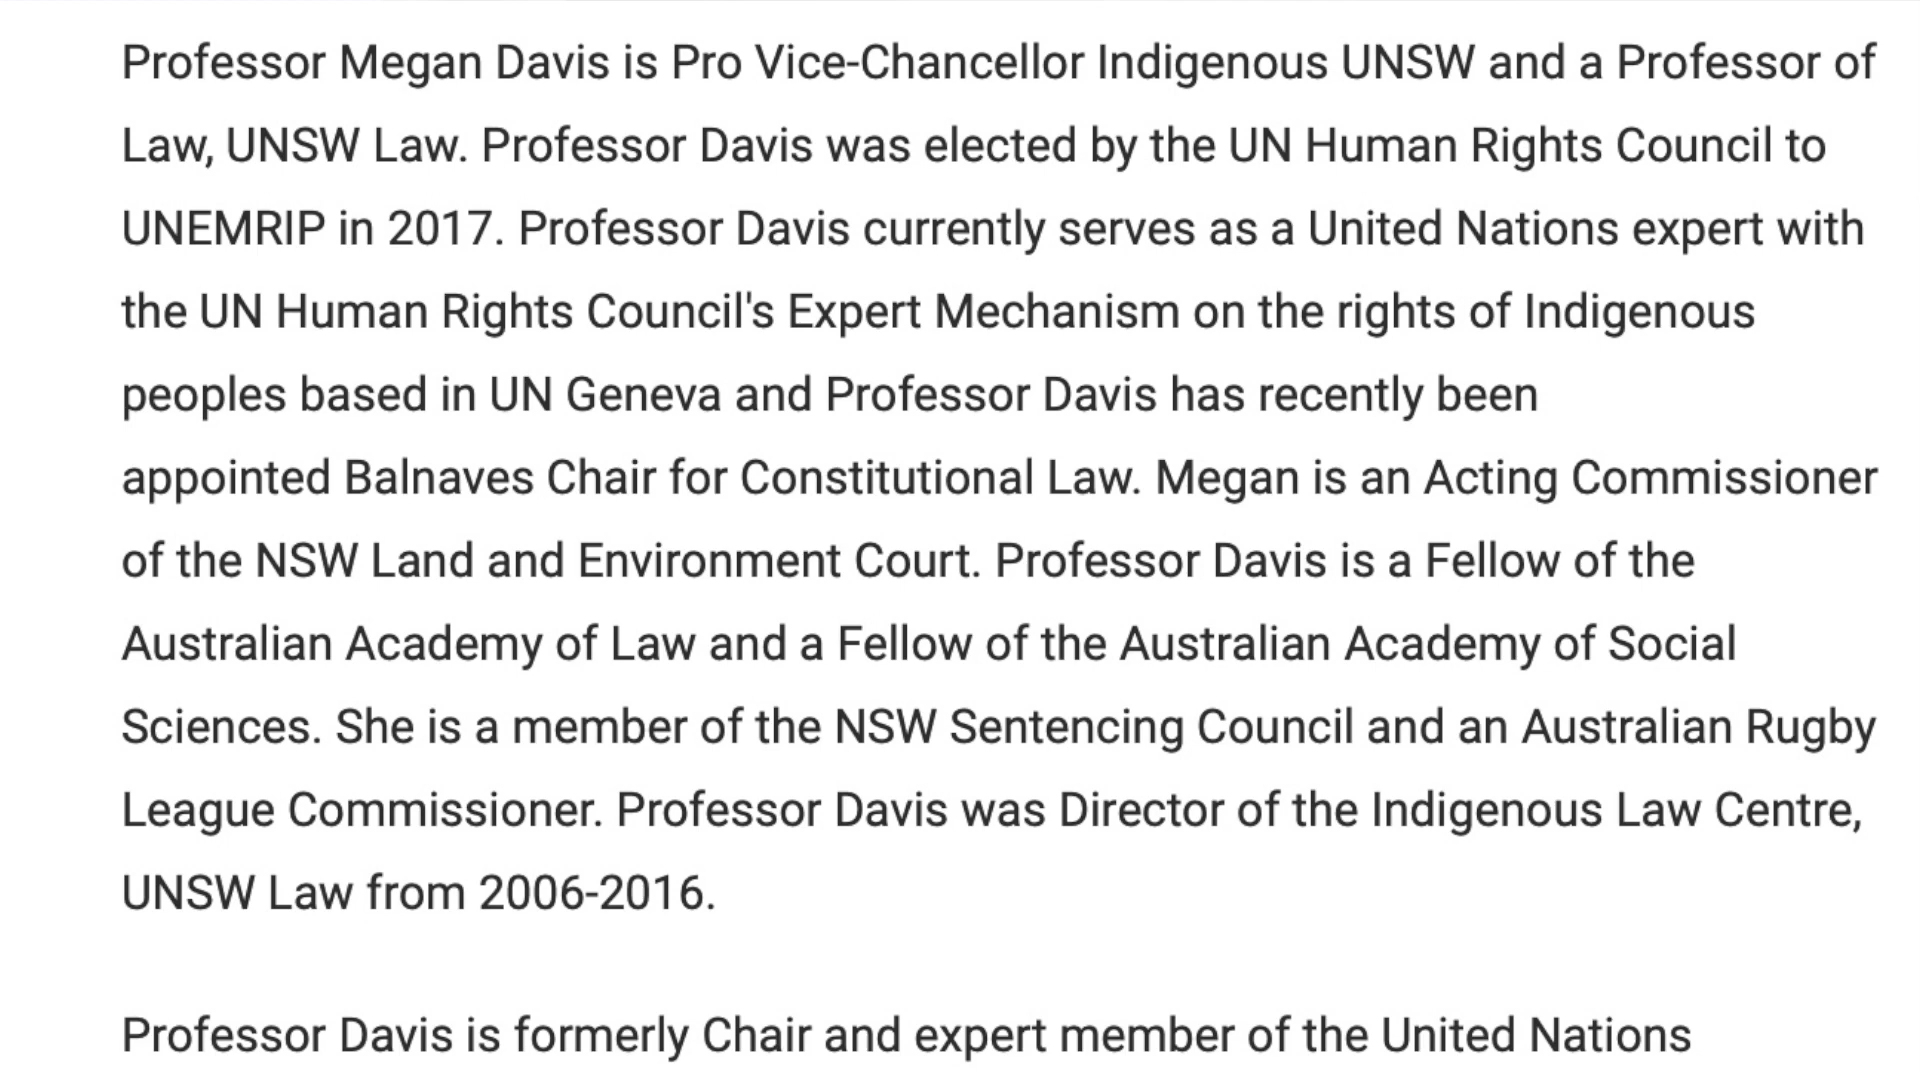 Professor Megan Davis is Pro Vice-Chancellor Indigenous UNSW and a Professor of
Law, UNSW Law. Professor Davis was elected by the UN Human Rights Council to
UNEMRIP in 2017. Professor Davis currently serves as a United Nations expert with
the UN Human Rights Council's Expert Mechanism on the rights of Indigenous
peoples based in UN Geneva and Professor Davis has recently been
appointed Balnaves Chair for Constitutional Law. Megan is an Acting Commissioner
of the NSW Land and Environment Court. Professor Davis is a Fellow of the
Australian Academy of Law and a Fellow of the Australian Academy of Social
Sciences. She is a member of the NSW Sentencing Council and an Australian Rugby
League Commissioner. Professor Davis was Director of the Indigenous Law Centre,
UNSW Law from 2006-2016.
Professor Davis is formerly Chair and expert member of the United Nations